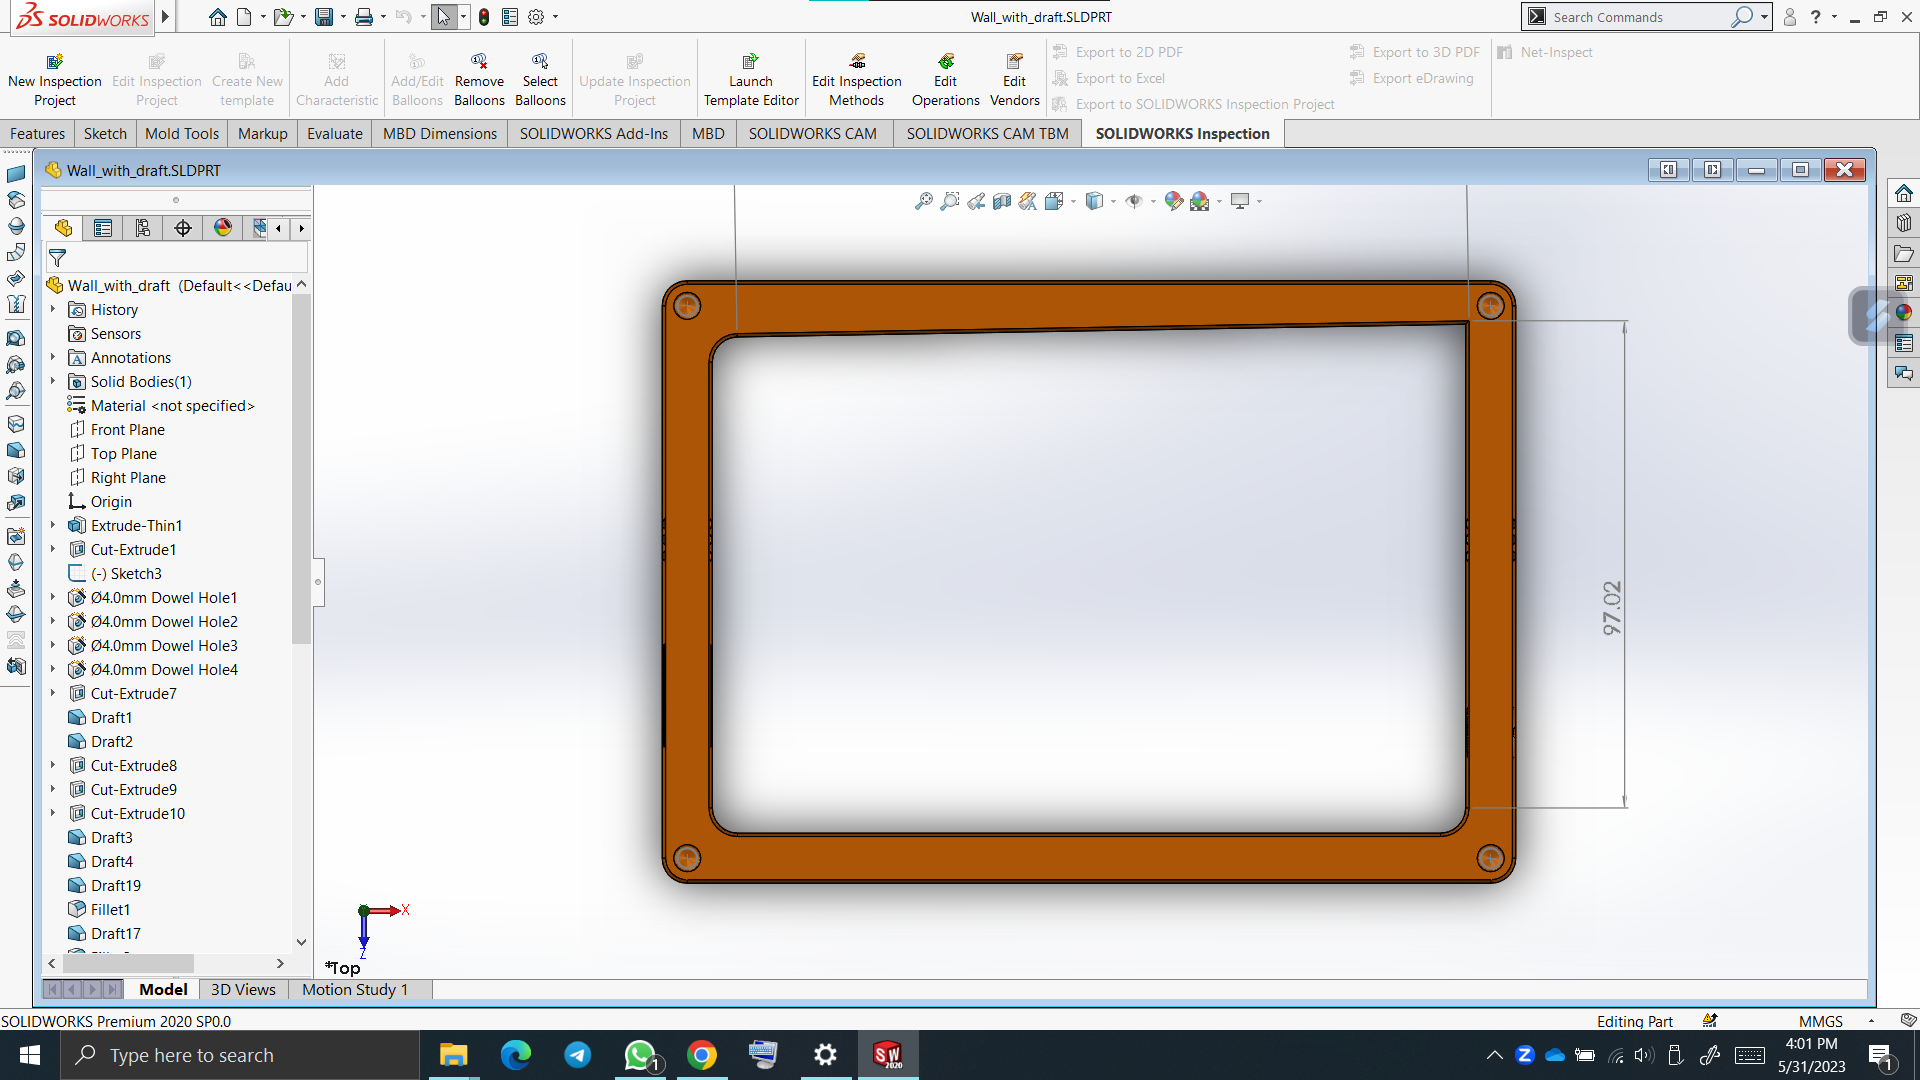 SOLIDWORKS
Wall_with_draft.SLDPRT
Search Commands
New Inspection Project
Edit Inspection Project
Create New template
Add Characteristic
Add/Edit Balloons
Remove Balloons
Select Balloons
Update Inspection Project
Launch Template Editor
Edit Inspection Methods
Edit Operations
Edit Vendors
Export to 2D PDF
Export to Excel
Export to SOLIDWORKS Inspection Project
Export to 3D PDF
Export eDrawing
Net-Inspect
Features
Sketch
Mold Tools
Markup
Evaluate
MBD Dimensions
SOLIDWORKS Add-Ins
MBD
SOLIDWORKS CAM
SOLIDWORKS CAM TBM
SOLIDWORKS Inspection
Wall_with_draft.SLDPRT
Wall_with_draft (Default<<Defau
History
Sensors
Annotations
Solid Bodies(1)
Material <not specified>
Front Plane
Top Plane
Right Plane
Origin
Extrude-Thin1
Cut-Extrude1
(-) Sketch3
Ø4.0mm Dowel Hole1
Ø4.0mm Dowel Hole2
Ø4.0mm Dowel Hole3
Ø4.0mm Dowel Hole4
Cut-Extrude7
Draft1
Draft2
Cut-Extrude8
Cut-Extrude9
Cut-Extrude10
Draft3
Draft4
Draft19
Fillet1
Draft17
97.02
X
Z
*Top
Model
3D Views
Motion Study 1
SOLIDWORKS Premium 2020 SP0.0
Editing Part
MMGS
Type here to search
1
SW
2020
4:01 PM
5/31/2023
1